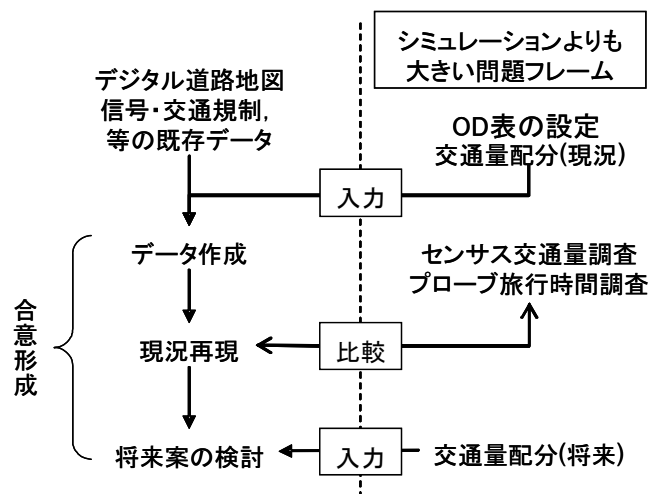 シミュレーションよりも
大きい問題フレーム
デジタル道路地図
信号・交通規制,
等の既存データ
OD表の設定
交通量配分(現況)
入力
データ作成
センサス交通量調査
プローブ旅行時間調査
合意形成
現況再現
比較
将来案の検討
入力
交通量配分(将来)